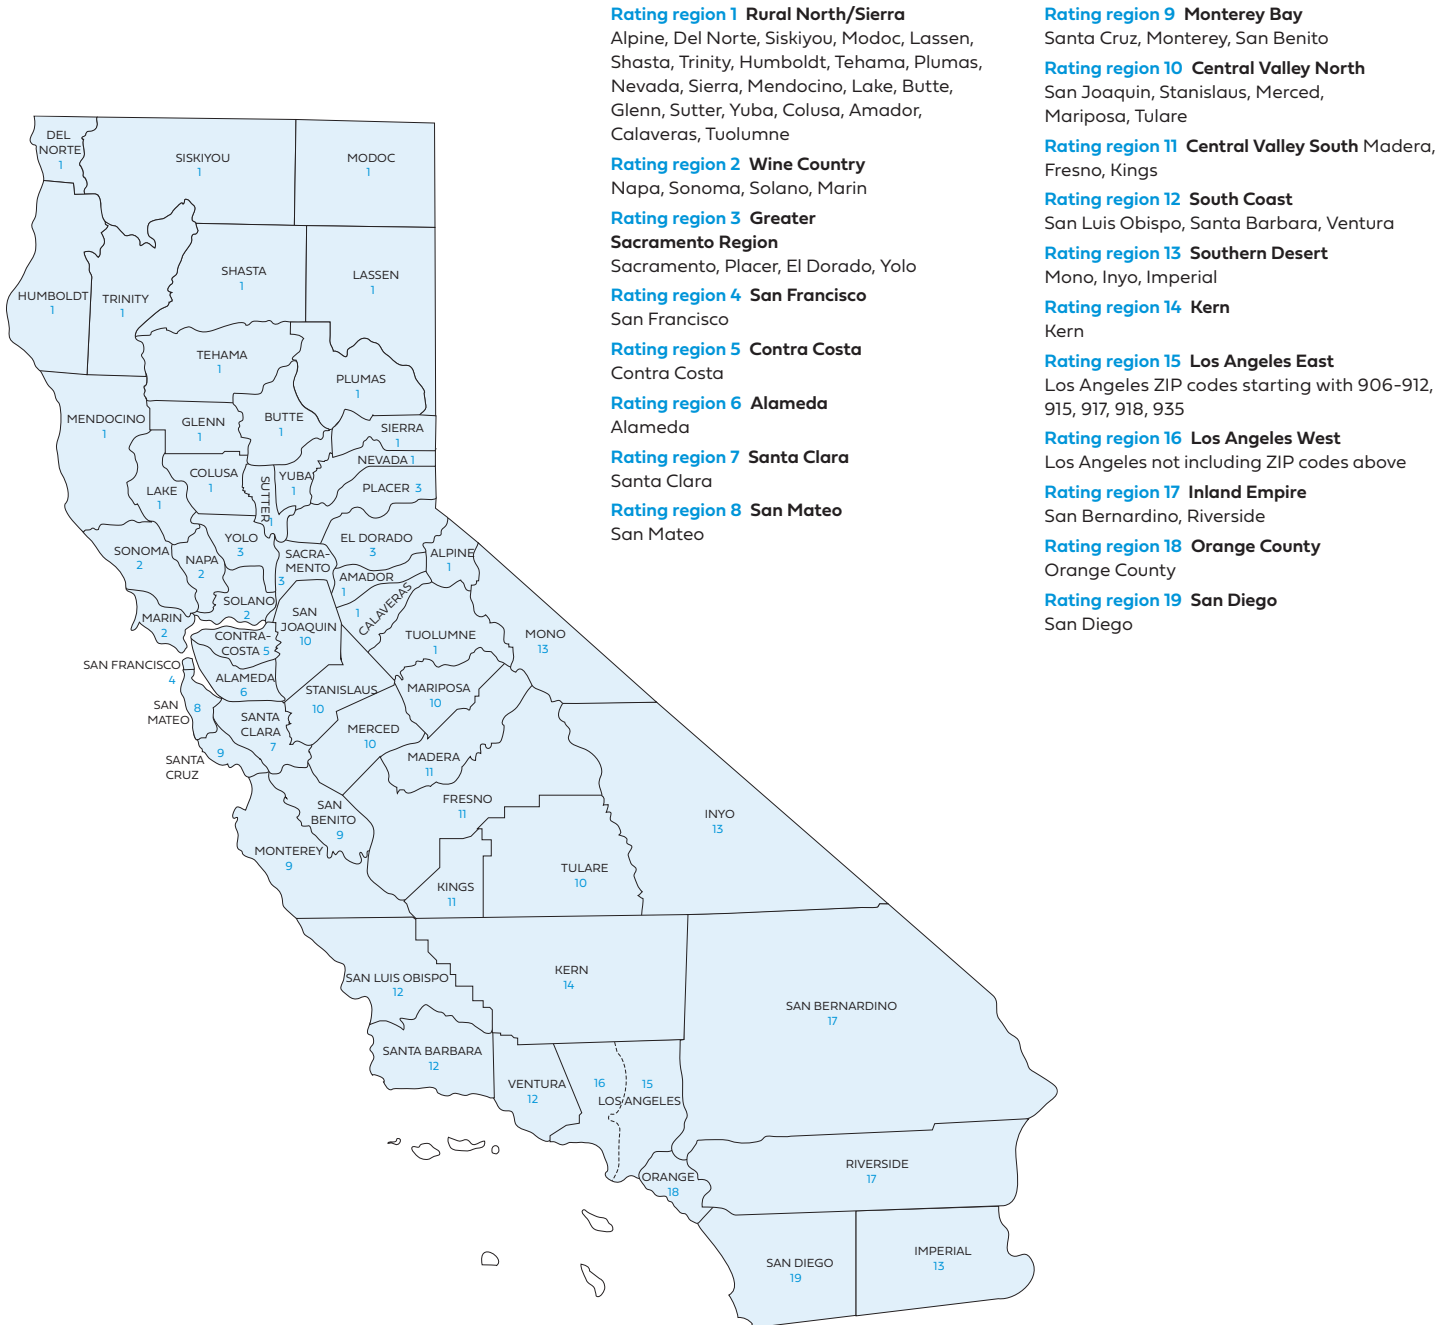 Rating region 1 Rural North/Sierra
Alpine, Del Norte, Siskiyou, Modoc, Lassen,
Shasta, Trinity, Humboldt, Tehama, Plumas,
Nevada, Sierra, Mendocino, Lake, Butte,
Glenn, Sutter, Yuba, Colusa, Amador,
Calaveras, Tuolumne
Rating region 2 Wine Country
Napa, Sonoma, Solano, Marin
Rating region 3 Greater
Sacramento Region
Sacramento, Placer, El Dorado, Yolo
Rating region 4 San Francisco
San Francisco
Rating region 5 Contra Costa
Contra Costa
Rating region 6 Alameda
Alameda
Rating region 7 Santa Clara
Santa Clara
Rating region 8 San Mateo
San Mateo
Rating region 9 Monterey Bay
Santa Cruz, Monterey, San Benito
Rating region 10 Central Valley North
San Joaquin, Stanislaus, Merced,
Mariposa, Tulare
Rating region 11 Central Valley South Madera,
Fresno, Kings
Rating region 12 South Coast
San Luis Obispo, Santa Barbara, Ventura
Rating region 13 Southern Desert
Mono, Inyo, Imperial
Rating region 14 Kern
Kern
Rating region 15 Los Angeles East
Los Angeles ZIP codes starting with 906-912,
915, 917, 918, 935
Rating region 16 Los Angeles West
Los Angeles not including ZIP codes above
Rating region 17 Inland Empire
San Bernardino, Riverside
Rating region 18 Orange County
Orange County
Rating region 19 San Diego
San Diego
DEL
NORTE
1
SISKIYOU
1
MODOC
1
HUMBOLDT
1
TRINITY
1
SHASTA
1
LASSEN
1
TEHAMA
1
PLUMAS
1
MENDOCINO
1
GLENN
1
BUTTE
1
SIERRA
1
NEVADA 1
PLACER 3
LAKE
1
COLUSA
1
SUTTER
1
YUBA
1
SONOMA
2
NAPA
2
YOLO
3
SACRA-
MENTO
3
EL DORADO
3
ALPINE
1
AMADOR
1
CALAVERAS
1
SOLANO
2
MARIN
2
SAN
JOAQUIN
10
CONTRA-
COSTA 5
TUOLUMNE
1
MONO
13
SAN FRANCISCO
4
ALAMEDA
6
STANISLAUS
10
MARIPOSA
10
SAN
MATEO
8
SANTA
CLARA
7
MERCED
10
SANTA
CRUZ
9
MADERA
11
FRESNO
11
SAN
BENITO
9
INYO
13
MONTEREY
9
KINGS
11
TULARE
10
SAN LUIS OBISPO
12
KERN
14
SAN BERNARDINO
17
SANTA BARBARA
12
VENTURA
12
16
15
LOS ANGELES
ORANGE
18
RIVERSIDE
17
SAN DIEGO
19
IMPERIAL
13